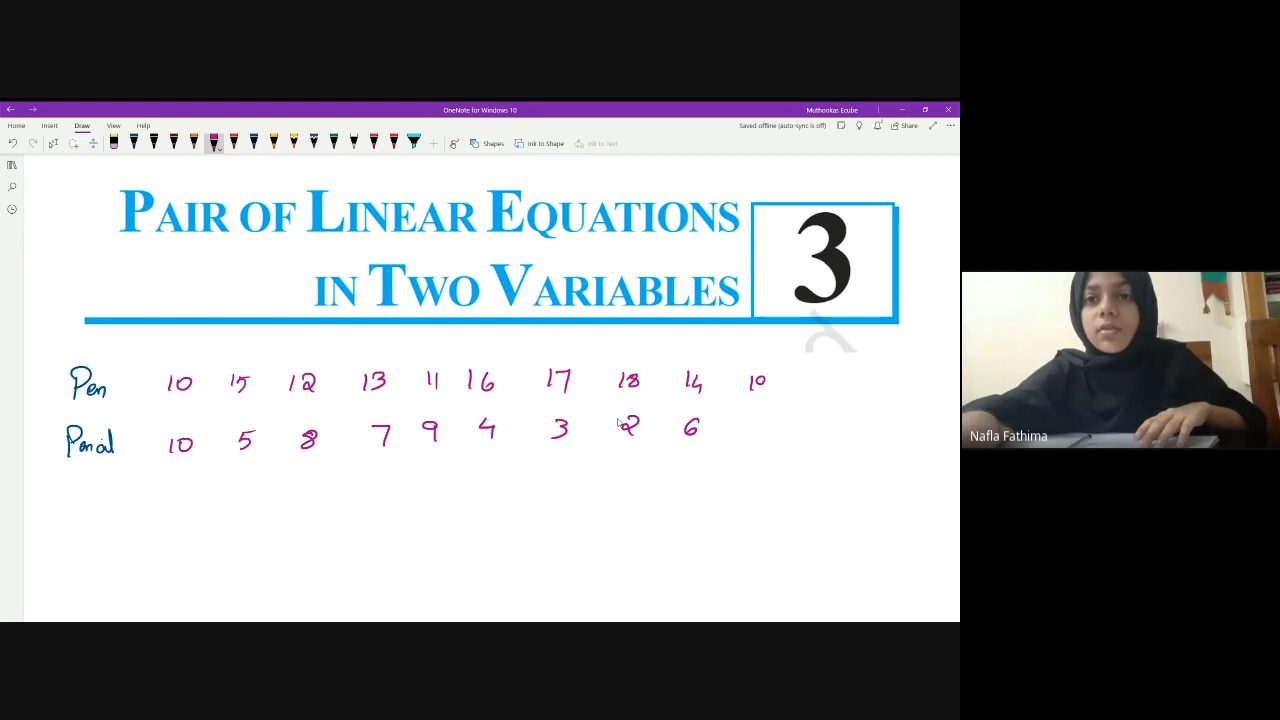 OneNote for Windows 10
Muthookas Ecube
Home Insert Draw View Help
Saved offline (auto-sync is off)
Share
Shapes Ink to Shape Ink to Text
PAIR OF LINEAR EQUATIONS
IN TWO VARIABLES
3
Pen 10 15 12 13 11 16 17 18 14 10
Pencil 10 5 8 7 9 4 3 2 6
Nafla Fathima